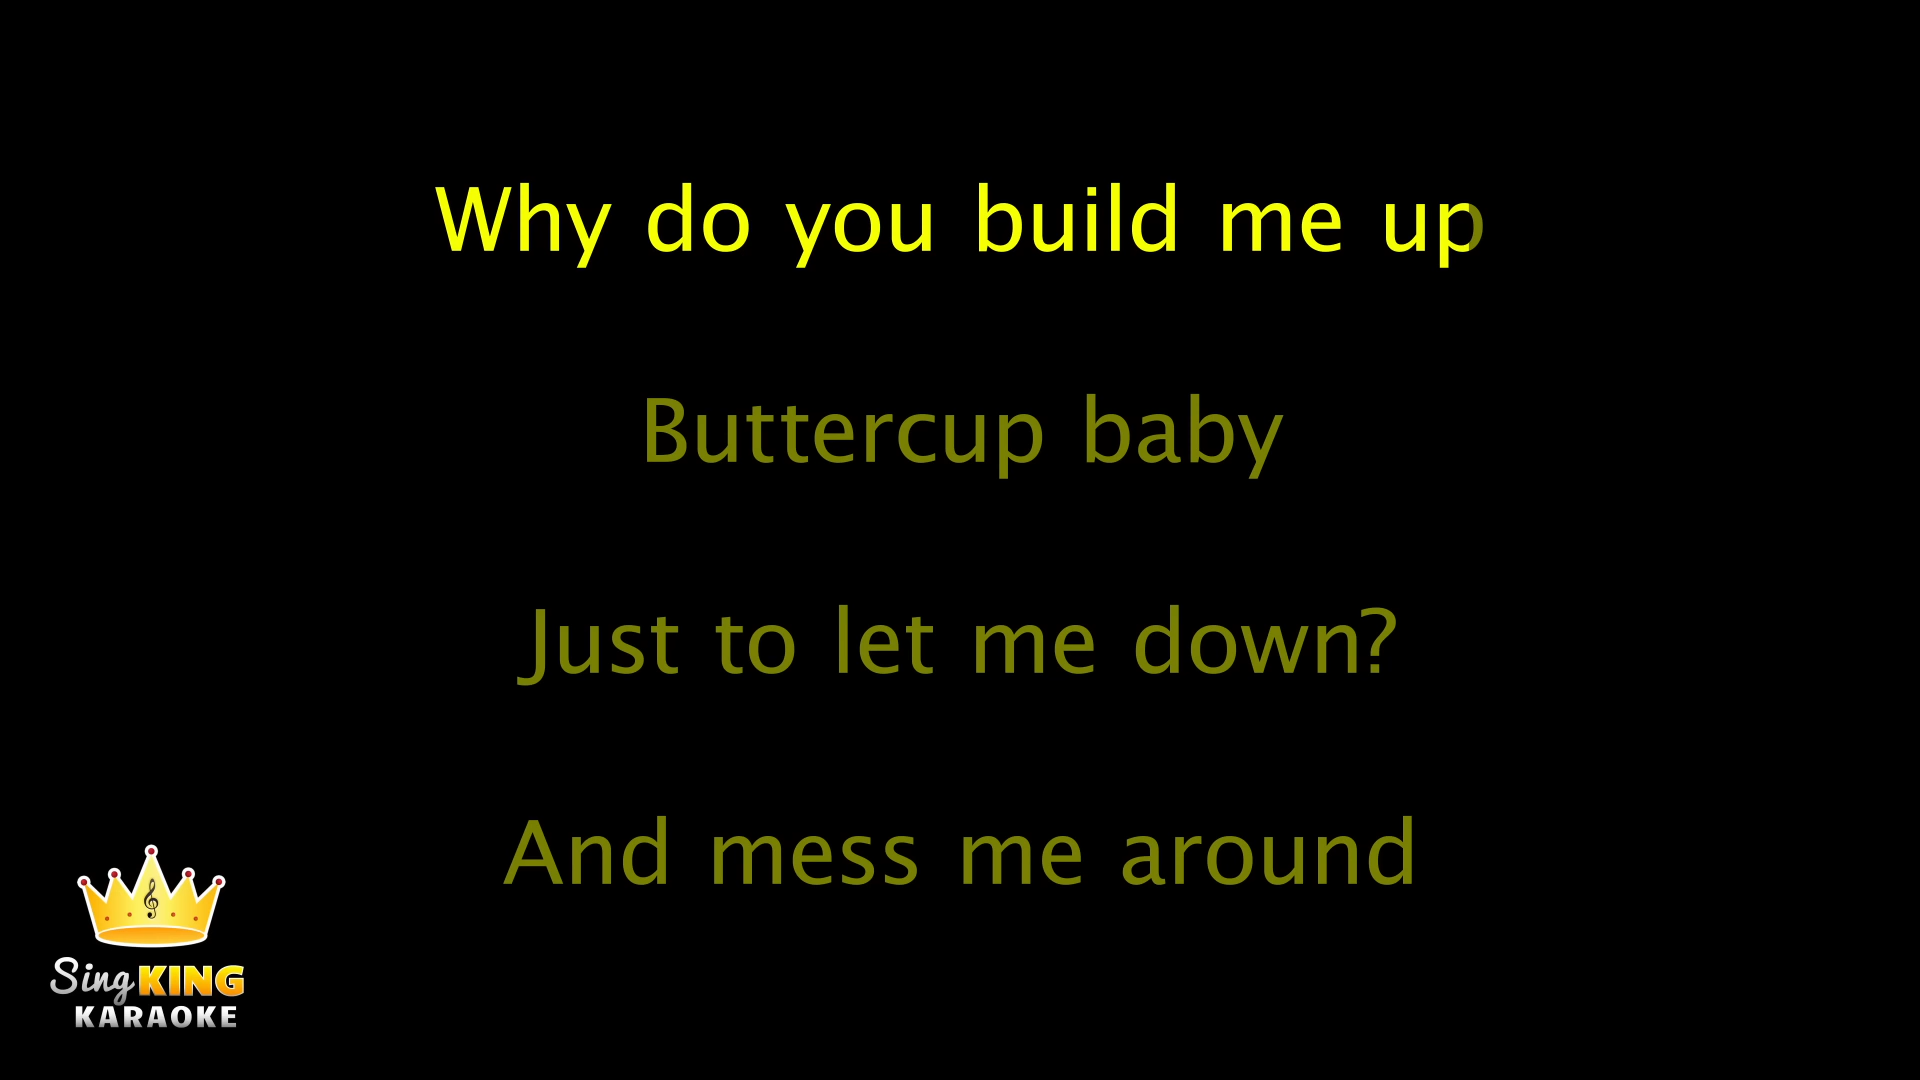 Why do you build me up
Buttercup baby
Just to let me down?
And mess me around
Sing KING
KARAOKE